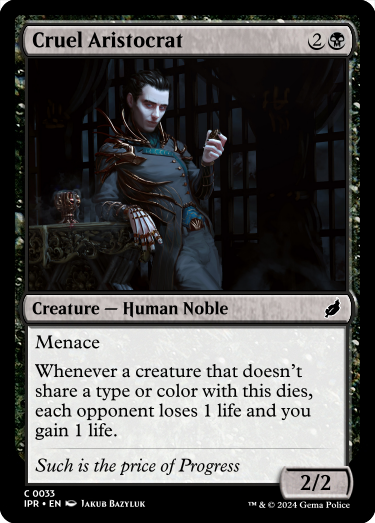 Cruel Aristocrat 2
Creature — Human Noble
Menace
Whenever a creature that doesn't
share a type or color with this dies,
each opponent loses 1 life and you
gain 1 life.
Such is the price of Progress
2/2
C 0033
IPR • EN Jakub Bazyluk
™ & © 2024 Gema Police